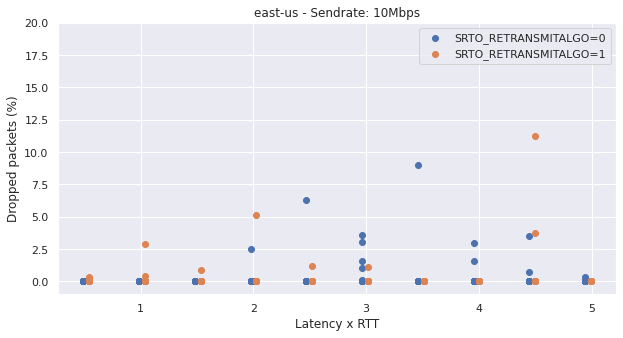 east-us - Sendrate: 10Mbps
SRTO_RETRANSMITALGO=0
SRTO_RETRANSMITALGO=1
Dropped packets (%)
20.0
17.5
15.0
12.5
10.0
7.5
5.0
2.5
0.0
1 2 3 4 5
Latency x RTT